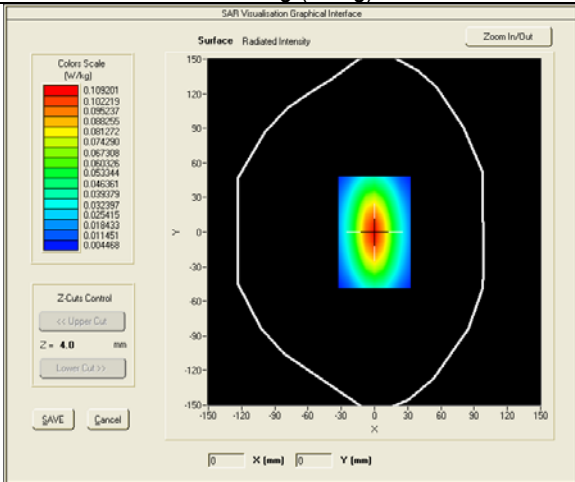 SAR Visualisation Graphical Interface
Surface Radiated Intensity
Zoom In/Out
Colors Scale
(W/kg)
0.109201
0.102219
0.095237
0.088255
0.081272
0.074290
0.067308
0.060326
0.053344
0.046361
0.039379
0.032397
0.025415
0.018433
0.011451
0.004468
Z-Cuts Control
<< Upper Cut
Z = 4.0 mm
Lower Cut >>
SAVE Cancel
150
120
90
60
30
0
-30
-60
-90
-120
-150
Y
-150 -120 -90 -60 -30 0 30 60 90 120 150
X
0 X (mm) 0 Y (mm)